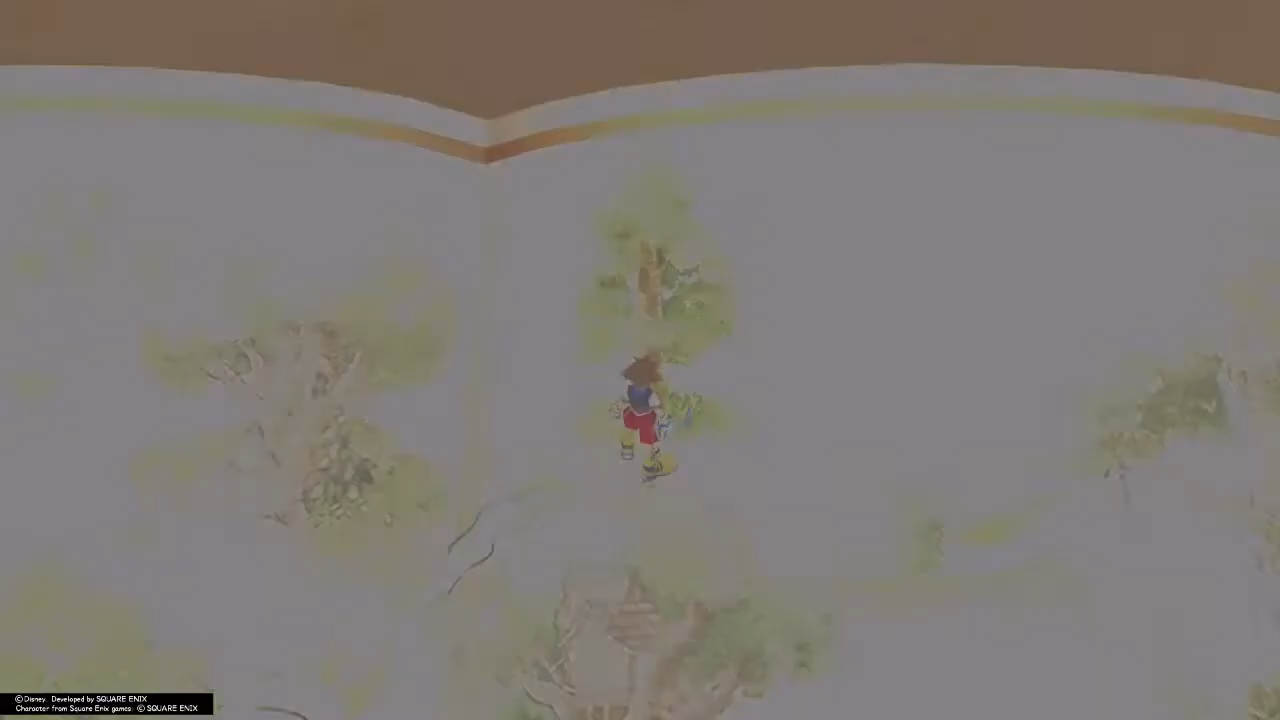 ©Disney. Developed by SQUARE ENIX
Character from Square Enix games: © SQUARE ENIX